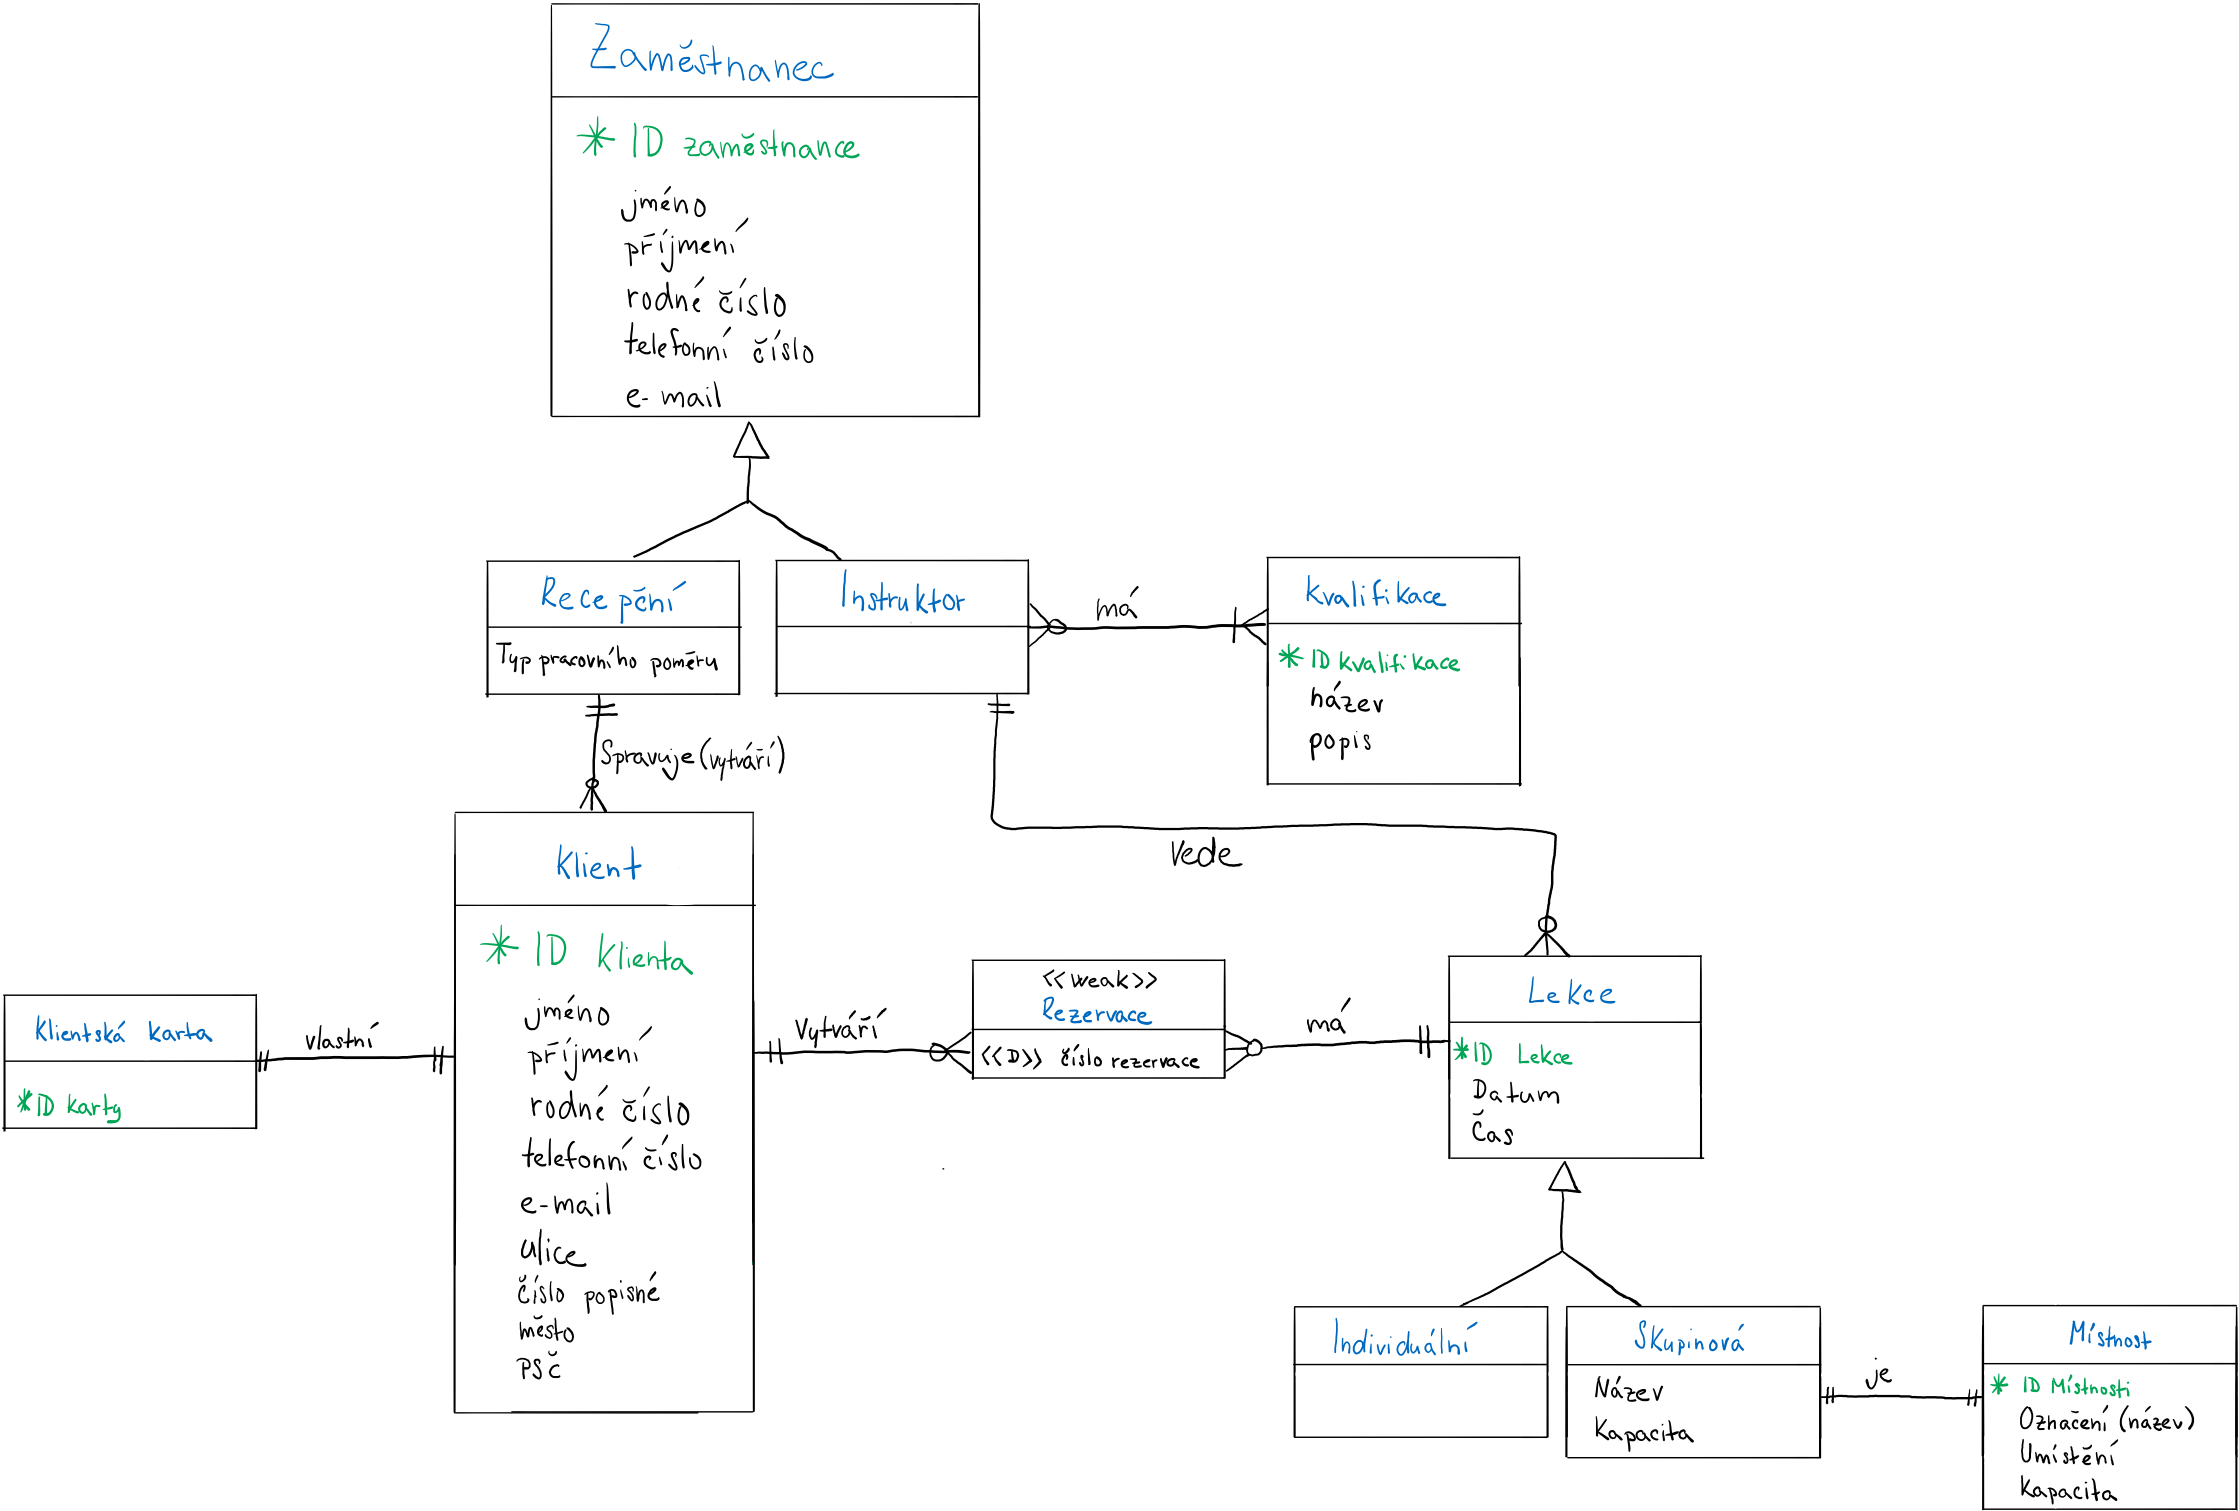 Zaměstnanec
* ID zaměstnance
jméno
příjmení
rodné číslo
telefonní číslo
e-mail
Recepční
Typ pracovního poměru
Instruktor
má
Kvalifikace
* ID kvalifikace
název
popis
Spravuje (vytváří)
Vede
Klient
* ID Klienta
jméno
příjmení
rodné číslo
telefonní číslo
e-mail
ulice
číslo popisné
město
PSČ
Klientská karta
* ID karty
vlastní
Vytváří
<<weak>>
Rezervace
<<D>> číslo rezervace
má
Lekce
* ID Lekce
Datum
Čas
Individuální
Skupinová
Název
Kapacita
je
Místnost
* ID Místnosti
Označení (název)
Umístění
Kapacita